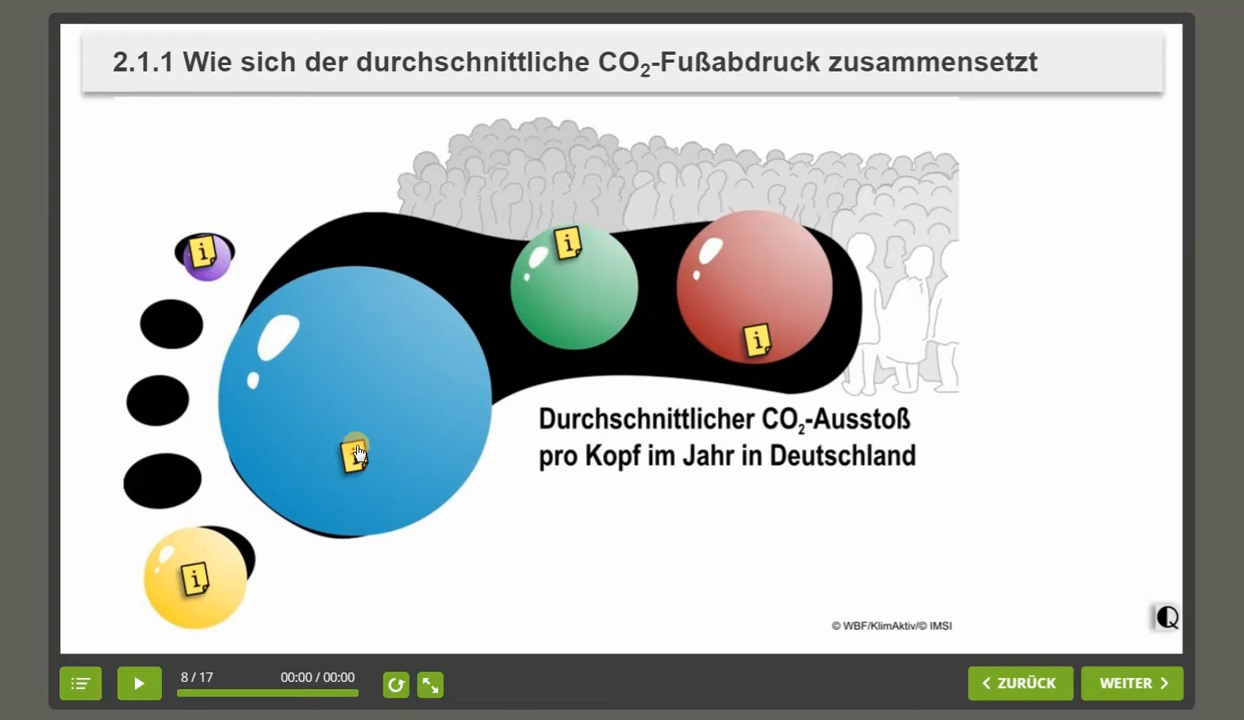 2.1.1 Wie sich der durchschnittliche CO₂-Fußabdruck zusammensetzt
i
i
i
i
i
Durchschnittlicher CO₂-Ausstoß
pro Kopf im Jahr in Deutschland
© WBF/KlimAktiv/© IMSI
Q
8 / 17
00:00 / 00:00
ZURÜCK
WEITER